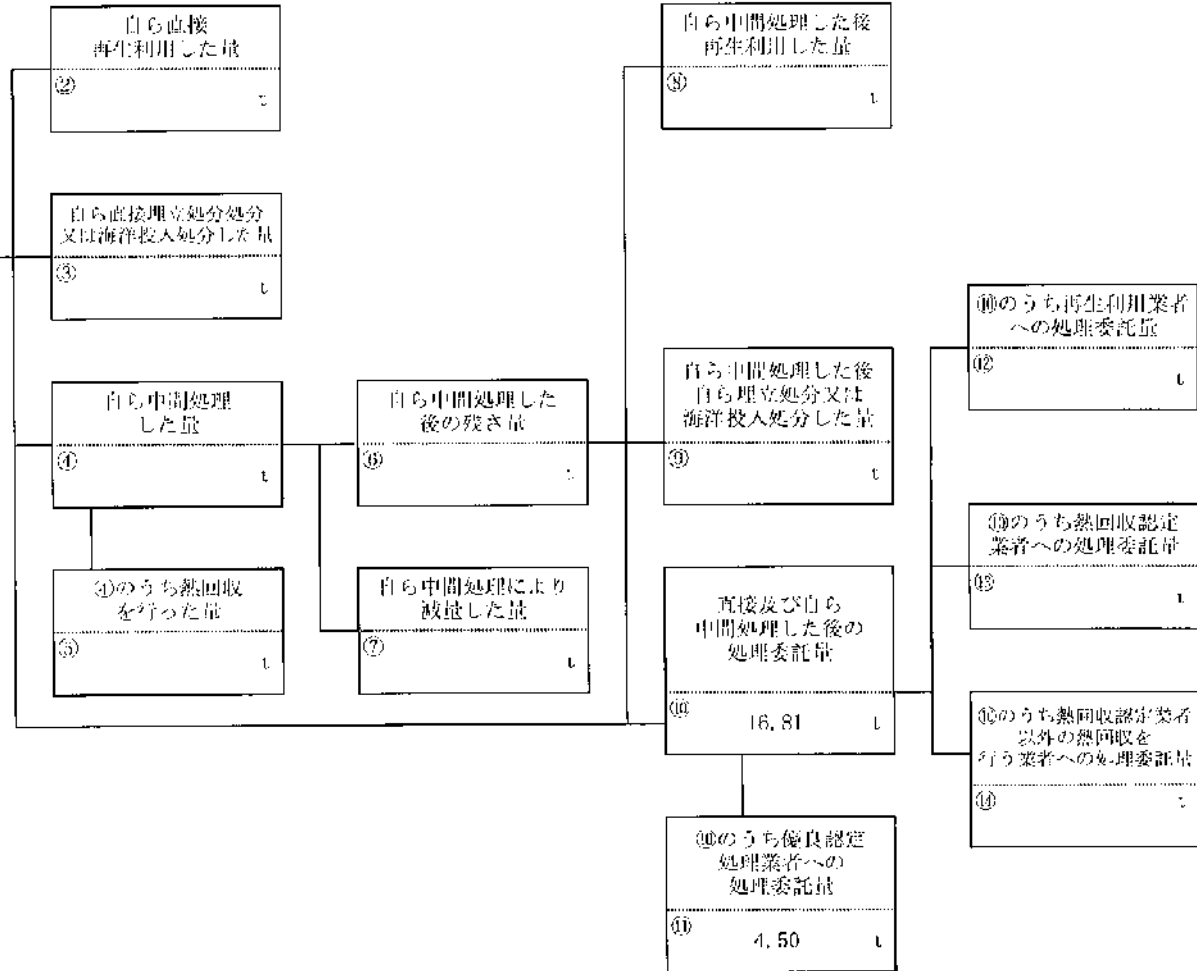 自ら直接
再生利用した量
②
t
自ら中間処理した後
再生利用した量
⑧
t
自ら直接埋立処分処分
又は海洋投入処分した量
③
t
⑩のうち再生利用業者
への処理委託量
⑫
t
自ら中間処理
した量
④
t
自ら中間処理した
後の残さ量
⑥
t
自ら中間処理した後
自ら埋立処分又は
海洋投入処分した量
⑨
t
⑩のうち熱回収認定
業者への処理委託量
⑬
t
④のうち熱回収
を行った量
⑤
t
自ら中間処理により
減量した量
⑦
t
直接及び自ら
中間処理した後の
処理委託量
⑩
16.81 t
⑩のうち熱回収認定業者
以外の熱回収を
行う業者への処理委託量
⑭
t
⑩のうち優良認定
処理業者への
処理委託量
⑪
4.50 t